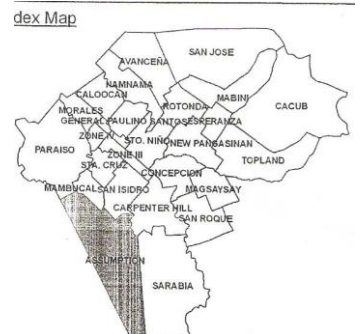 dex Map
SAN JOSE
AVANCEÑA
NAMNAMA
CALOOCAN
MABINI
CACUB
ROTONDA
MORALES
GENERAL PAULINO SANTOS ESPERANZA
ZONE IV
STO. NIÑO NEW PANGASINAN
PARAISO
ZONE III
TOPLAND
STA. CRUZ
CONCEPCION
MAMBUCAL SAN ISIDRO
MAGSAYSAY
CARPENTER HILL
SAN ROQUE
ASSUMPTION
SARABIA